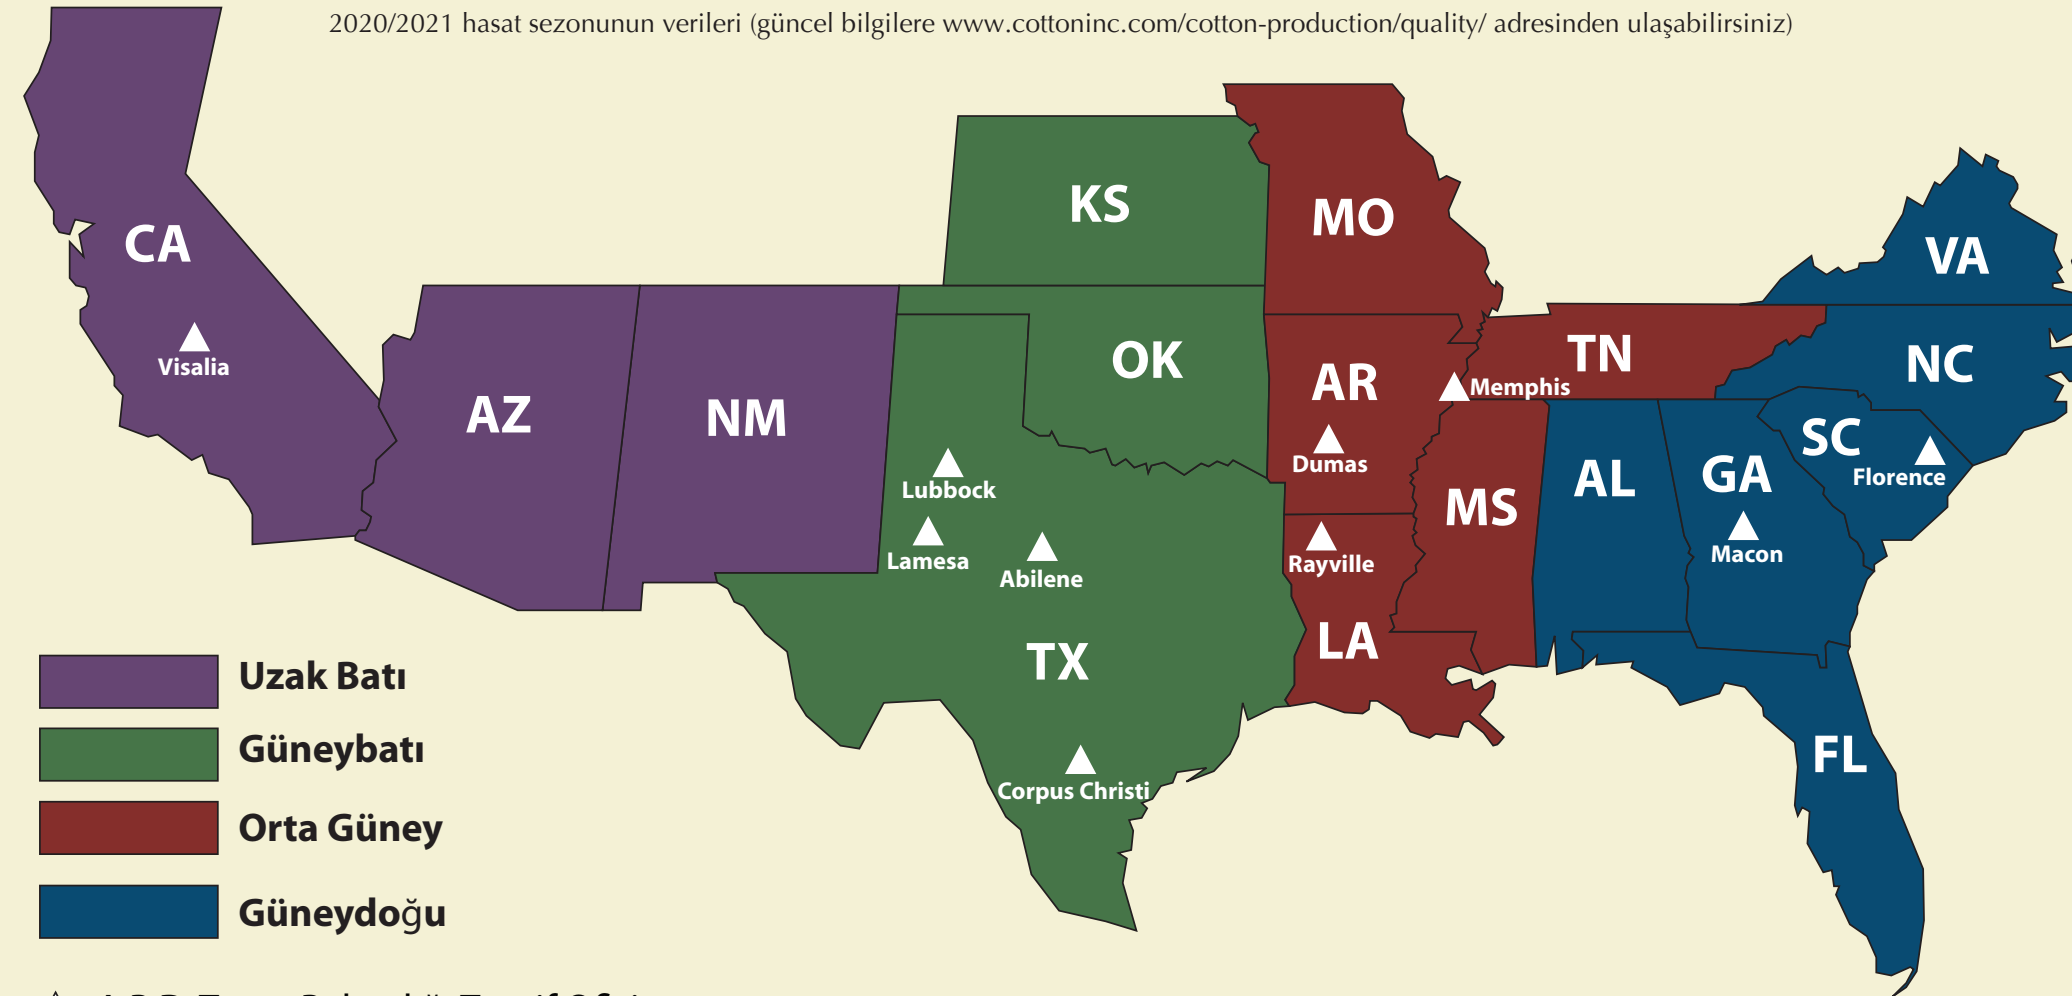 2020/2021 hasat sezonunun verileri (güncel bilgilere www.cottoninc.com/cotton-production/quality/ adresinden ulaşabilirsiniz)
KS
MO
CA
VA
Visalia
OK
AR
TN
NC
Memphis
AZ
NM
Dumas
SC
Florence
Lubbock
MS
AL
GA
Lamesa
Abilene
Rayville
Macon
TX
LA
Uzak Batı
Güneybatı
FL
Corpus Christi
Orta Güney
Güneydoğu